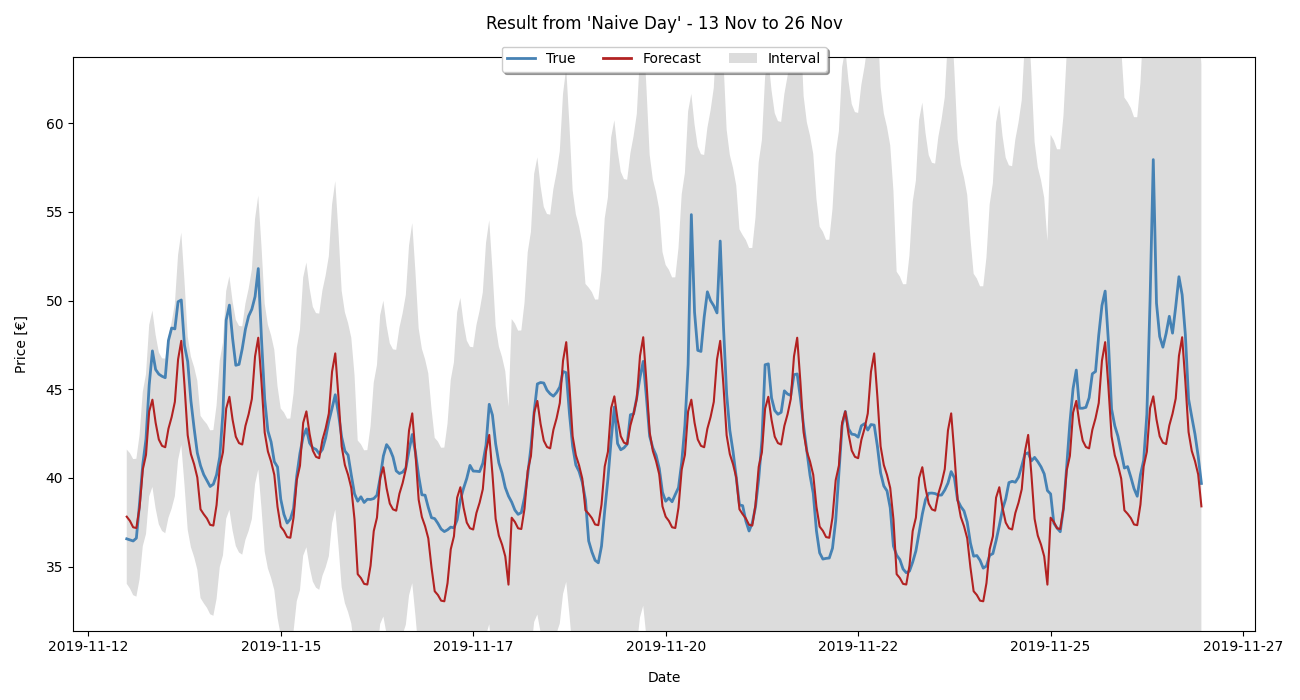 Result from 'Naive Day' - 13 Nov to 26 Nov
True Forecast Interval
60
55
50
45
40
35
Price [€]
2019-11-12 2019-11-15 2019-11-17 2019-11-20 2019-11-22 2019-11-25 2019-11-27
Date